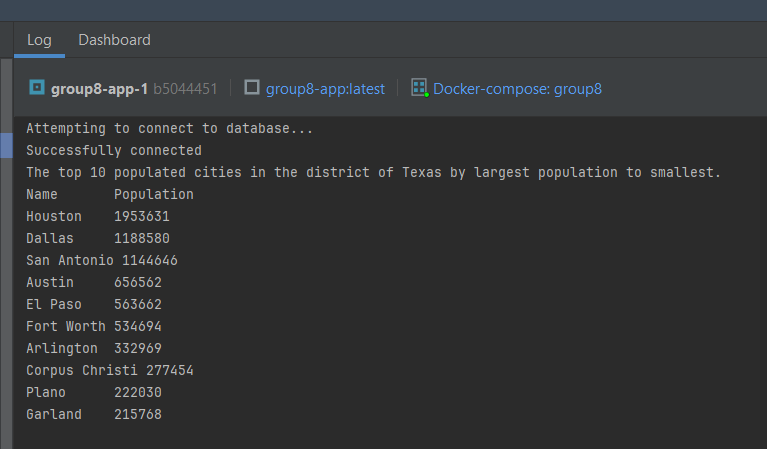 Log Dashboard
group8-app-1 b5044451 group8-app:latest Docker-compose: group8
Attempting to connect to database...
Successfully connected
The top 10 populated cities in the district of Texas by largest population to smallest.
Name Population
Houston 1953631
Dallas 1188580
San Antonio 1144646
Austin 656562
El Paso 563662
Fort Worth 534694
Arlington 332969
Corpus Christi 277454
Plano 222030
Garland 215768